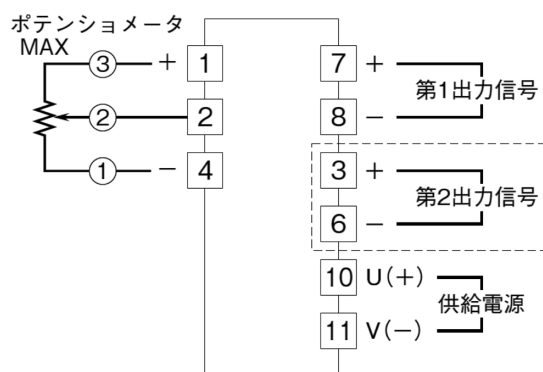 ポテンショメータ
MAX
③ + 1
② 2
① − 4
7 +
第1出力信号
8 −
3 +
第2出力信号
6 −
10 U(+)
供給電源
11 V(−)